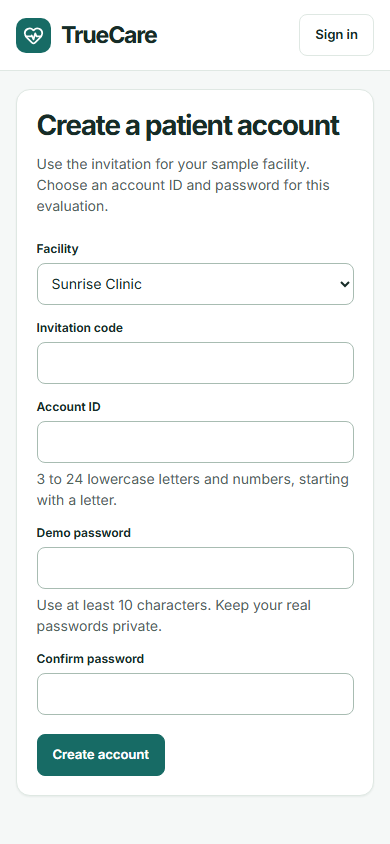 TrueCare
Sign in
Create a patient account
Use the invitation for your sample facility.
Choose an account ID and password for this
evaluation.
Facility
Sunrise Clinic
Invitation code
Account ID
3 to 24 lowercase letters and numbers, starting
with a letter.
Demo password
Use at least 10 characters. Keep your real
passwords private.
Confirm password
Create account